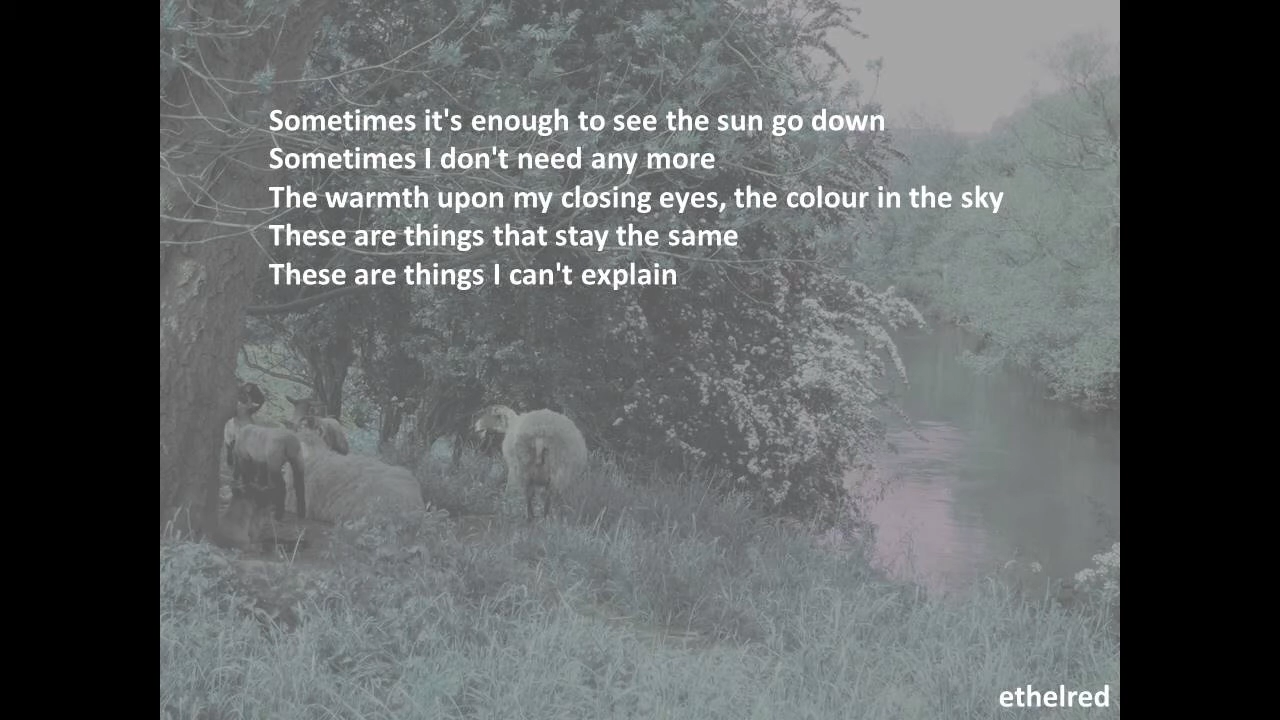 Sometimes it's enough to see the sun go down
Sometimes I don't need any more
The warmth upon my closing eyes, the colour in the sky
These are things that stay the same
These are things I can't explain
ethelred